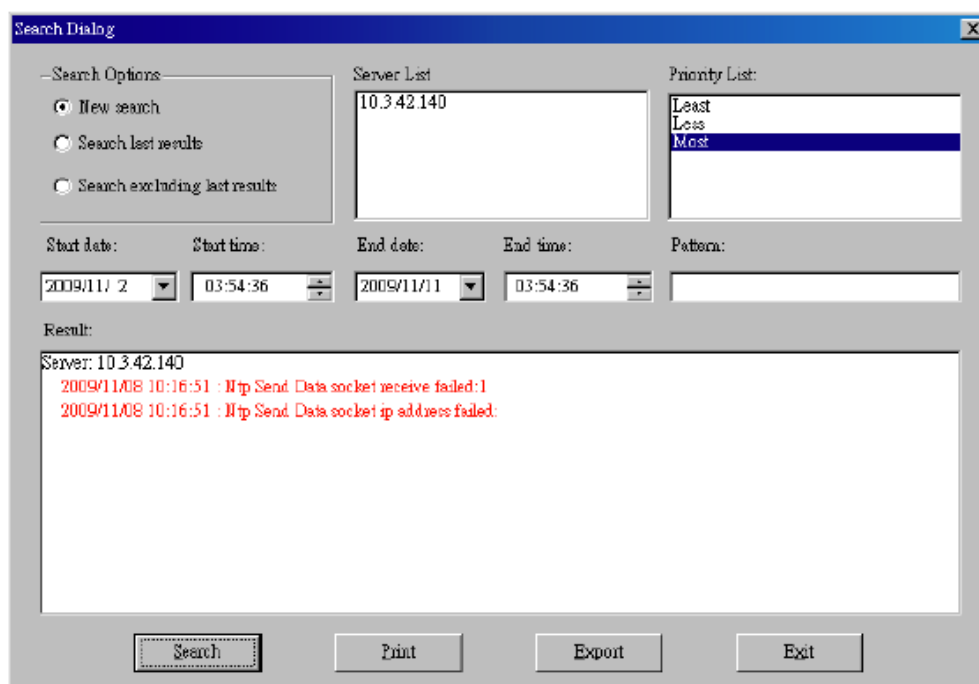 Search Dialog
Search Options
New search
Search last results
Search excluding last results
Server List
10.3.42.140
Priority List:
Least
Less
Most
Start date:
Start time:
End date:
End time:
Pattern:
2009/11/ 2
03:54:36
2009/11/11
03:54:36
Result:
Server: 10.3.42.140
2009/11/08 10:16:51 : Ntp Send Data socket receive failed:1
2009/11/08 10:16:51 : Ntp Send Data socket ip address failed:
Search
Print
Export
Exit